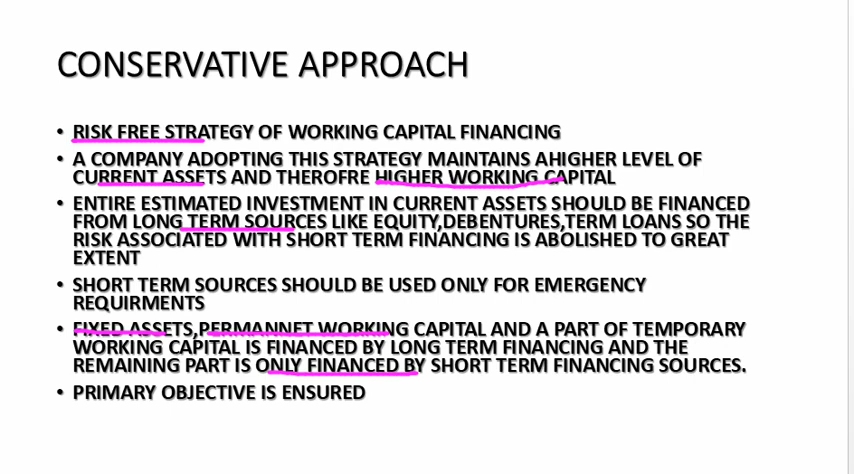 CONSERVATIVE APPROACH
• RISK FREE STRATEGY OF WORKING CAPITAL FINANCING
• A COMPANY ADOPTING THIS STRATEGY MAINTAINS AHIGHER LEVEL OF
CURRENT ASSETS AND THEROFRE HIGHER WORKING CAPITAL
• ENTIRE ESTIMATED INVESTMENT IN CURRENT ASSETS SHOULD BE FINANCED
FROM LONG TERM SOURCES LIKE EQUITY,DEBENTURES,TERM LOANS SO THE
RISK ASSOCIATED WITH SHORT TERM FINANCING IS ABOLISHED TO GREAT
EXTENT
• SHORT TERM SOURCES SHOULD BE USED ONLY FOR EMERGENCY
REQUIRMENTS
• FIXED ASSETS,PERMANNET WORKING CAPITAL AND A PART OF TEMPORARY
WORKING CAPITAL IS FINANCED BY LONG TERM FINANCING AND THE
REMAINING PART IS ONLY FINANCED BY SHORT TERM FINANCING SOURCES.
• PRIMARY OBJECTIVE IS ENSURED